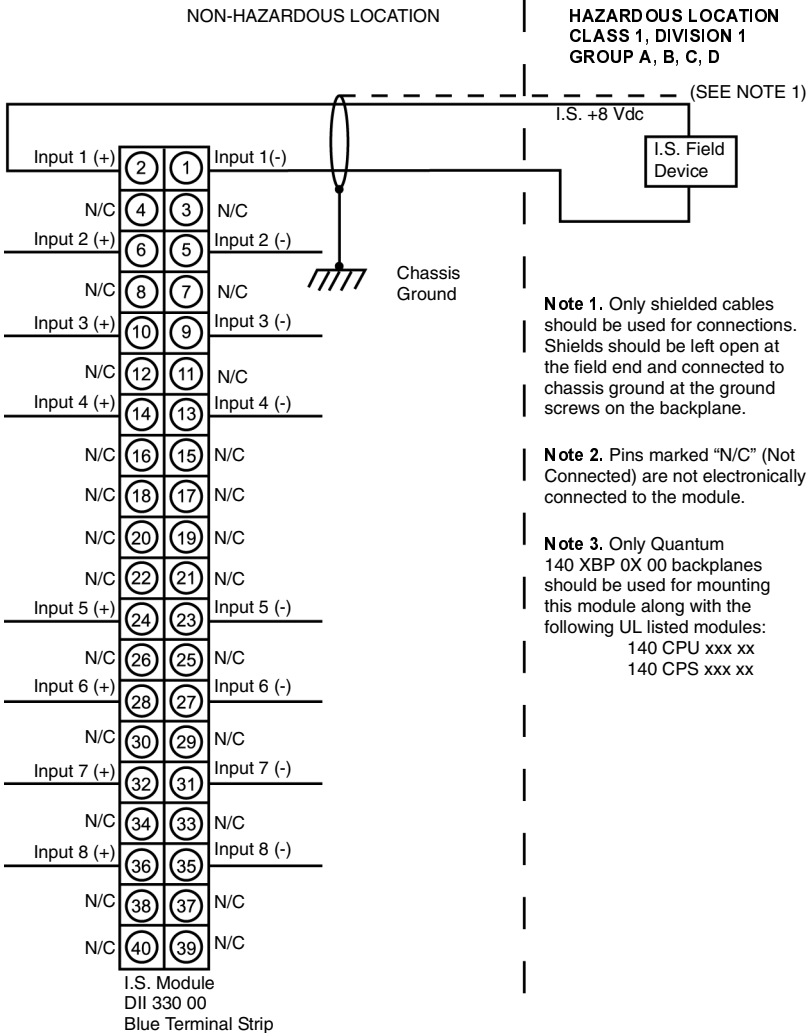 NON-HAZARDOUS LOCATION
HAZARDOUS LOCATION
CLASS 1, DIVISION 1
GROUP A, B, C, D
(SEE NOTE 1)
I.S. +8 Vdc
I.S. Field
Device
Input 1 (+) 2 1 Input 1(-)
N/C 4 3 N/C
Input 2 (+) 6 5 Input 2 (-)
N/C 8 7 N/C
Input 3 (+) 10 9 Input 3 (-)
N/C 12 11 N/C
Input 4 (+) 14 13 Input 4 (-)
N/C 16 15 N/C
N/C 18 17 N/C
N/C 20 19 N/C
N/C 22 21 N/C
Input 5 (+) 24 23 Input 5 (-)
N/C 26 25 N/C
Input 6 (+) 28 27 Input 6 (-)
N/C 30 29 N/C
Input 7 (+) 32 31 Input 7 (-)
N/C 34 33 N/C
Input 8 (+) 36 35 Input 8 (-)
N/C 38 37 N/C
N/C 40 39 N/C
I.S. Module
DII 330 00
Blue Terminal Strip
Chassis
Ground
Note 1. Only shielded cables
should be used for connections.
Shields should be left open at
the field end and connected to
chassis ground at the ground
screws on the backplane.
Note 2. Pins marked “N/C” (Not
Connected) are not electronically
connected to the module.
Note 3. Only Quantum
140 XBP 0X 00 backplanes
should be used for mounting
this module along with the
following UL listed modules:
140 CPU xxx xx
140 CPS xxx xx